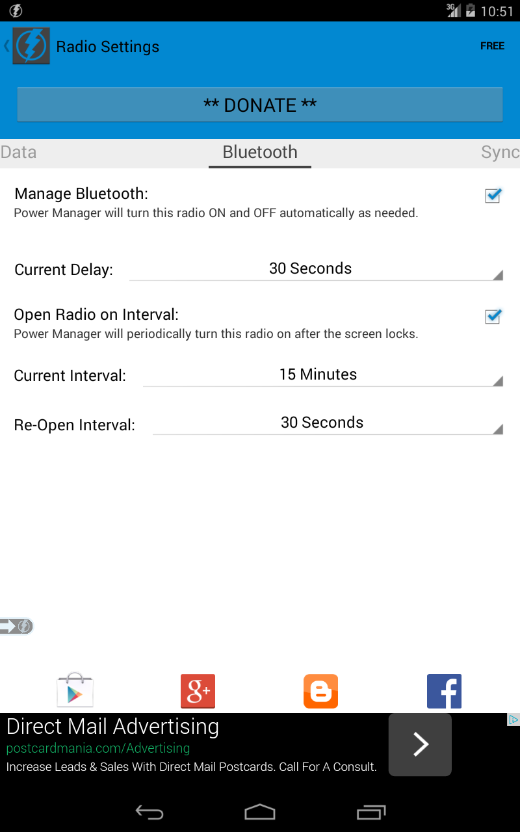 3G 10:51
Radio Settings FREE
** DONATE **
Data Bluetooth Sync
Manage Bluetooth:
Power Manager will turn this radio ON and OFF automatically as needed.
Current Delay: 30 Seconds
Open Radio on Interval:
Power Manager will periodically turn this radio on after the screen locks.
Current Interval: 15 Minutes
Re-Open Interval: 30 Seconds
g+ B f
Direct Mail Advertising
postcardmania.com/Advertising
Increase Leads & Sales With Direct Mail Postcards. Call For A Consult.